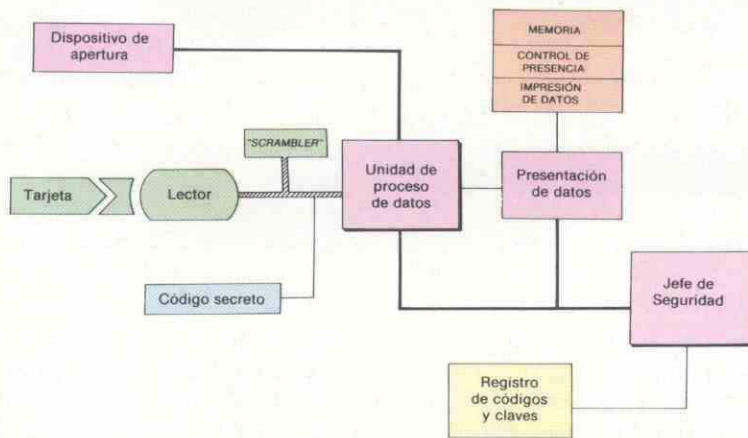 Dispositivo de
apertura
MEMORIA
CONTROL DE
PRESENCIA
IMPRESIÓN
DE DATOS
"SCRAMBLER"
Tarjeta
Lector
Unidad de
proceso
de datos
Presentación
de datos
Código secreto
Jefe de
Seguridad
Registro
de códigos
y claves